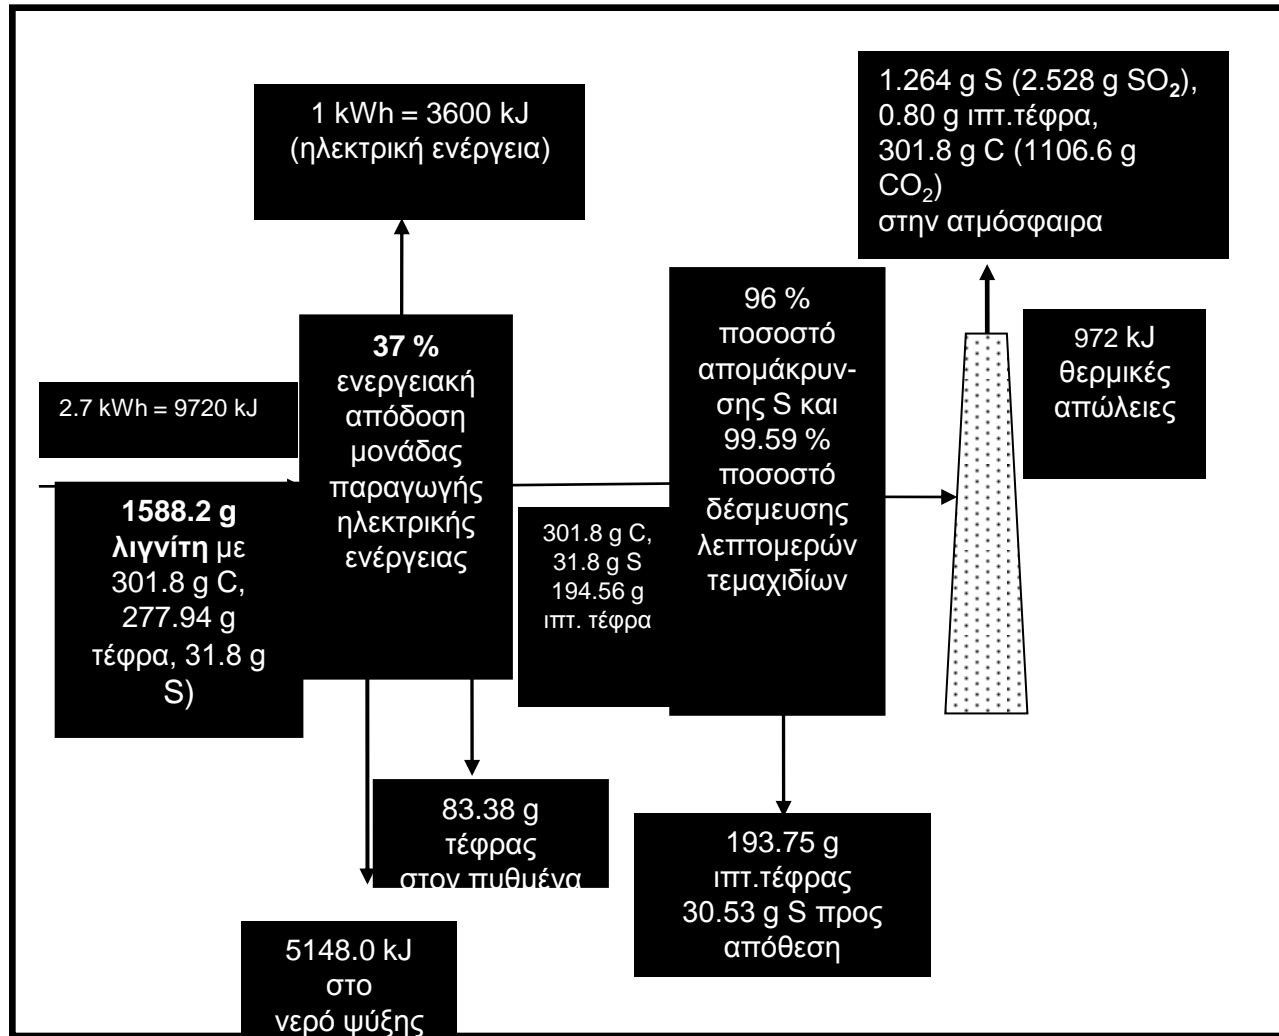 1 kWh = 3600 kJ
(ηλεκτρική ενέργεια)
1.264 g S (2.528 g SO₂),
0.80 g ιπτ.τέφρα,
301.8 g C (1106.6 g
CO₂)
στην ατμόσφαιρα
2.7 kWh = 9720 kJ
37 %
ενεργειακή
απόδοση
μονάδας
παραγωγής
ηλεκτρικής
ενέργειας
96 %
ποσοστό
απομάκρυν-
σης S και
99.59 %
ποσοστό
δέσμευσης
λεπτομερών
τεμαχιδίων
972 kJ
θερμικές
απώλειες
1588.2 g
λιγνίτη με
301.8 g C,
277.94 g
τέφρα, 31.8 g
S)
301.8 g C,
31.8 g S
194.56 g
ιπτ. τέφρα
83.38 g
τέφρας
στον πυθμένα
193.75 g
ιπτ.τέφρας
30.53 g S προς
απόθεση
5148.0 kJ
στο
νερό ψύξης